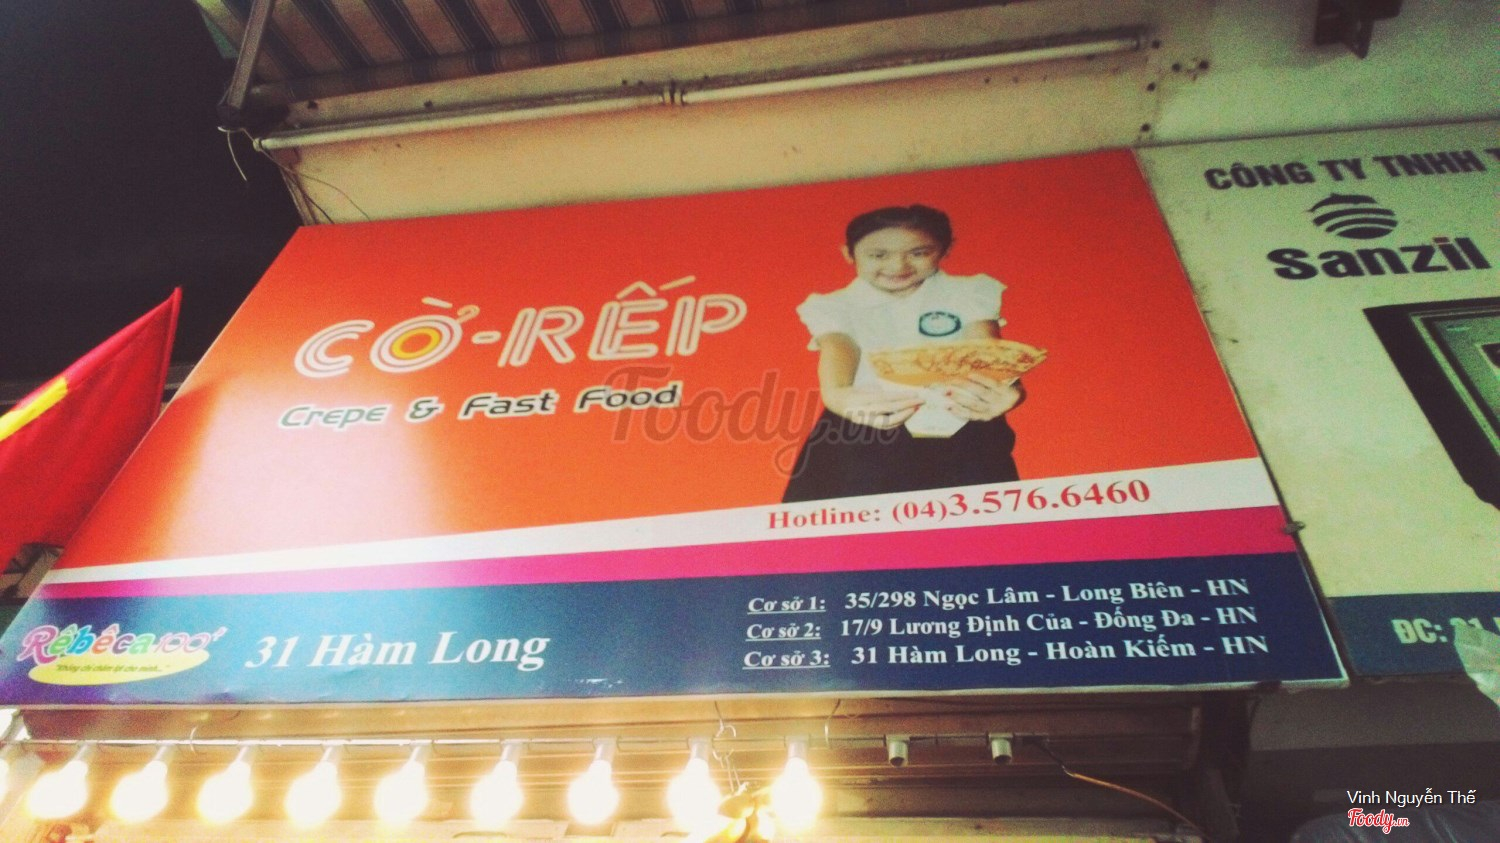 CỜ-RẾP
Crepe & Fast Food
Hotline: (04)3.576.6460
Rêbêca100+
31 Hàm Long
Cơ sở 1: 35/298 Ngọc Lâm - Long Biên - HN
Cơ sở 2: 17/9 Lương Định Của - Đống Đa - HN
Cơ sở 3: 31 Hàm Long - Hoàn Kiếm - HN
CÔNG TY TNHH
Sanzil
ĐC:
Foody.vn
Vinh Nguyễn Thế
Foody.vn